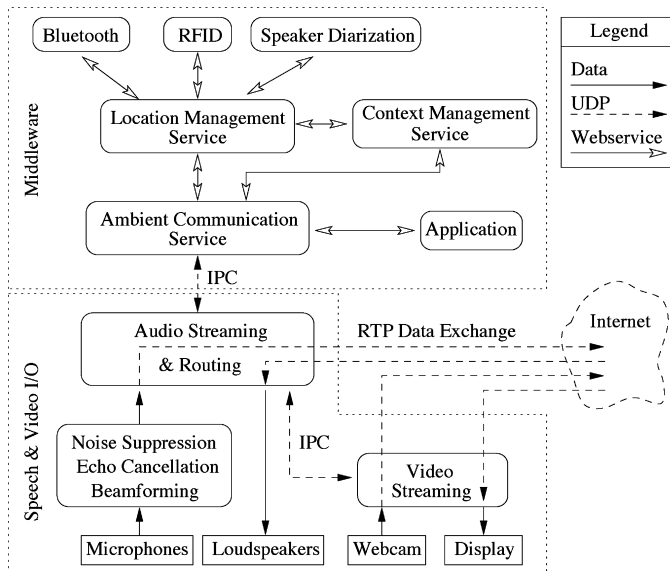 Bluetooth
RFID
Speaker Diarization
Legend
Data
UDP
Webservice
Middleware
Location Management
Service
Context Management
Service
Ambient Communication
Service
Application
IPC
Speech & Video I/O
Audio Streaming
& Routing
RTP Data Exchange
Internet
Noise Suppression
Echo Cancellation
Beamforming
IPC
Video
Streaming
Microphones
Loudspeakers
Webcam
Display